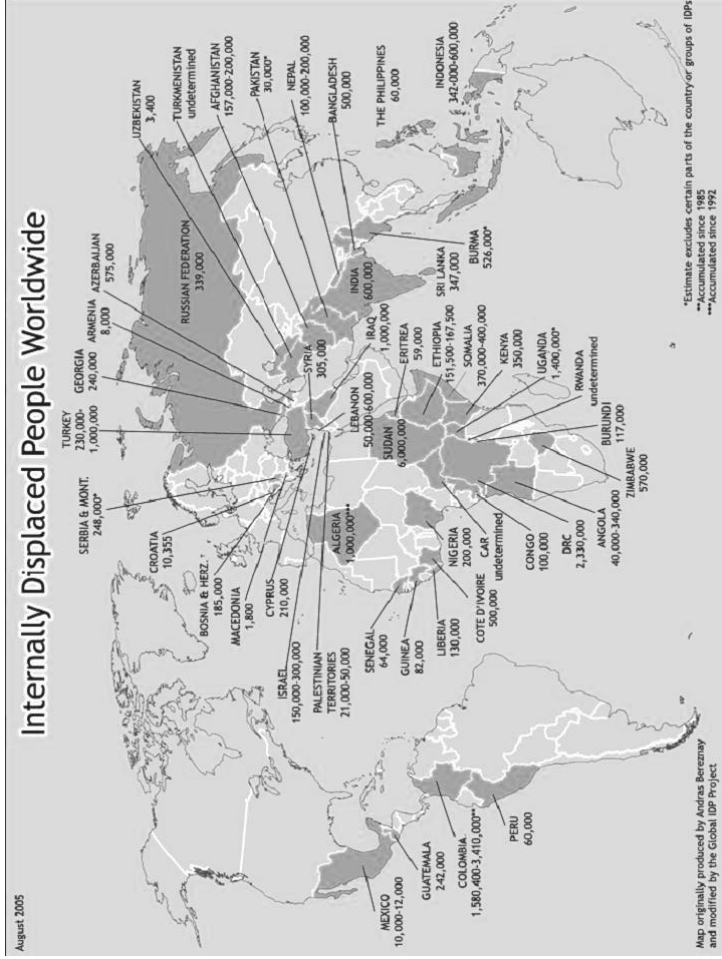 August 2005
Internally Displaced People Worldwide
SERBIA & MONT.
248,000*
TURKEY
230,000-
1,000,000
GEORGIA
240,000
ARMENIA
8,000
AZERBAIJAN
575,000
UZBEKISTAN
3,400
TURKMENISTAN
undetermined
AFGHANISTAN
157,000-200,000
PAKISTAN
30,000*
NEPAL
100,000-200,000
BANGLADESH
500,000
CROATIA
10,355
BOSNIA & HERZ.
185,000
MACEDONIA
1,800
CYPRUS
210,000
ISRAEL
150,000-300,000
PALESTINIAN
TERRITORIES
21,000-50,000
RUSSIAN FEDERATION
339,000
SYRIA
305,000
IRAQ
1,000,000
LEBANON
50,000-600,000
INDIA
600,000
THE PHILIPPINES
60,000
INDONESIA
342-000-600,000
SRI LANKA
347,000
BURMA
526,000*
ALGERIA
1,000,000***
SUDAN
6,000,000
ERITREA
59,000
ETHIOPIA
151,500-167,500
SOMALIA
370,000-400,000
KENYA
350,000
UGANDA
1,400,000*
RWANDA
undetermined
BURUNDI
117,000
ZIMBABWE
570,000
SENEGAL
64,000
GUINEA
82,000
LIBERIA
130,000
COTE D'IVOIRE
500,000
NIGERIA
200,000
CAR
undetermined
CONGO
100,000
DRC
2,330,000
ANGOLA
40,000-340,000
MEXICO
10,000-12,000
GUATEMALA
242,000
COLOMBIA
1,580,400-3,410,000**
PERU
60,000
Map originally produced by Andras Bereznay
and modified by the Global IDP Project
*Estimate excludes certain parts of the country or groups of IDPs
**Accumulated since 1985
***Accumulated since 1992